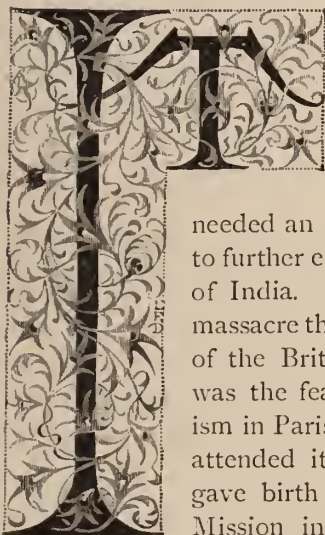 IT
needed an
to further e
of India.
massacre th
of the Brit
was the fea
ism in Paris
attended it
gave birth
Mission in